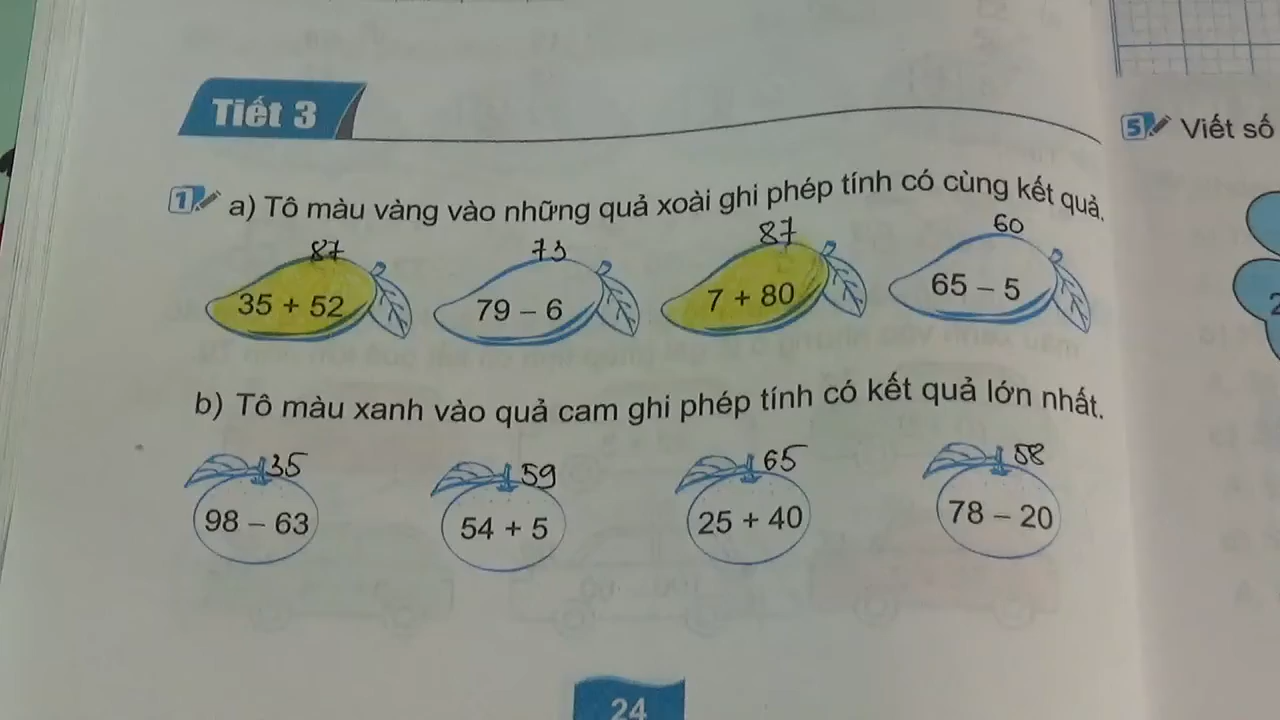 Tiết 3
1 a) Tô màu vàng vào những quả xoài ghi phép tính có cùng kết quả.
87 73 87 60
35 + 52 79 – 6 7 + 80 65 – 5
b) Tô màu xanh vào quả cam ghi phép tính có kết quả lớn nhất.
35 59 65 58
98 – 63 54 + 5 25 + 40 78 – 20
24
5 Viết số
2